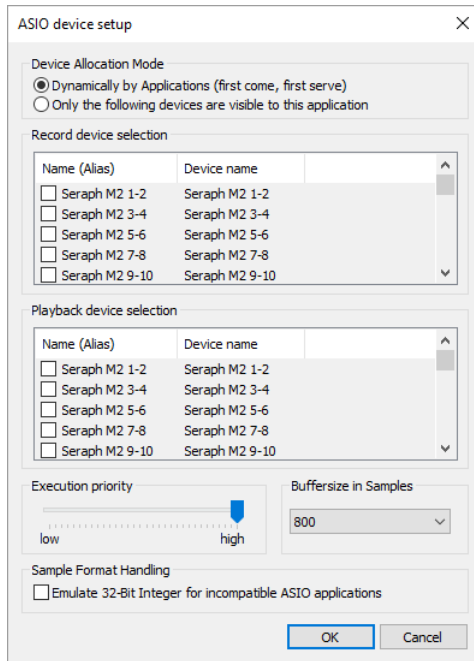 ASIO device setup
Device Allocation Mode
Dynamically by Applications (first come, first serve)
Only the following devices are visible to this application
Record device selection
Name (Alias) Device name
Seraph M2 1-2 Seraph M2 1-2
Seraph M2 3-4 Seraph M2 3-4
Seraph M2 5-6 Seraph M2 5-6
Seraph M2 7-8 Seraph M2 7-8
Seraph M2 9-10 Seraph M2 9-10
Playback device selection
Name (Alias) Device name
Seraph M2 1-2 Seraph M2 1-2
Seraph M2 3-4 Seraph M2 3-4
Seraph M2 5-6 Seraph M2 5-6
Seraph M2 7-8 Seraph M2 7-8
Seraph M2 9-10 Seraph M2 9-10
Execution priority Buffersize in Samples
800
low high
Sample Format Handling
Emulate 32-Bit Integer for incompatible ASIO applications
OK Cancel